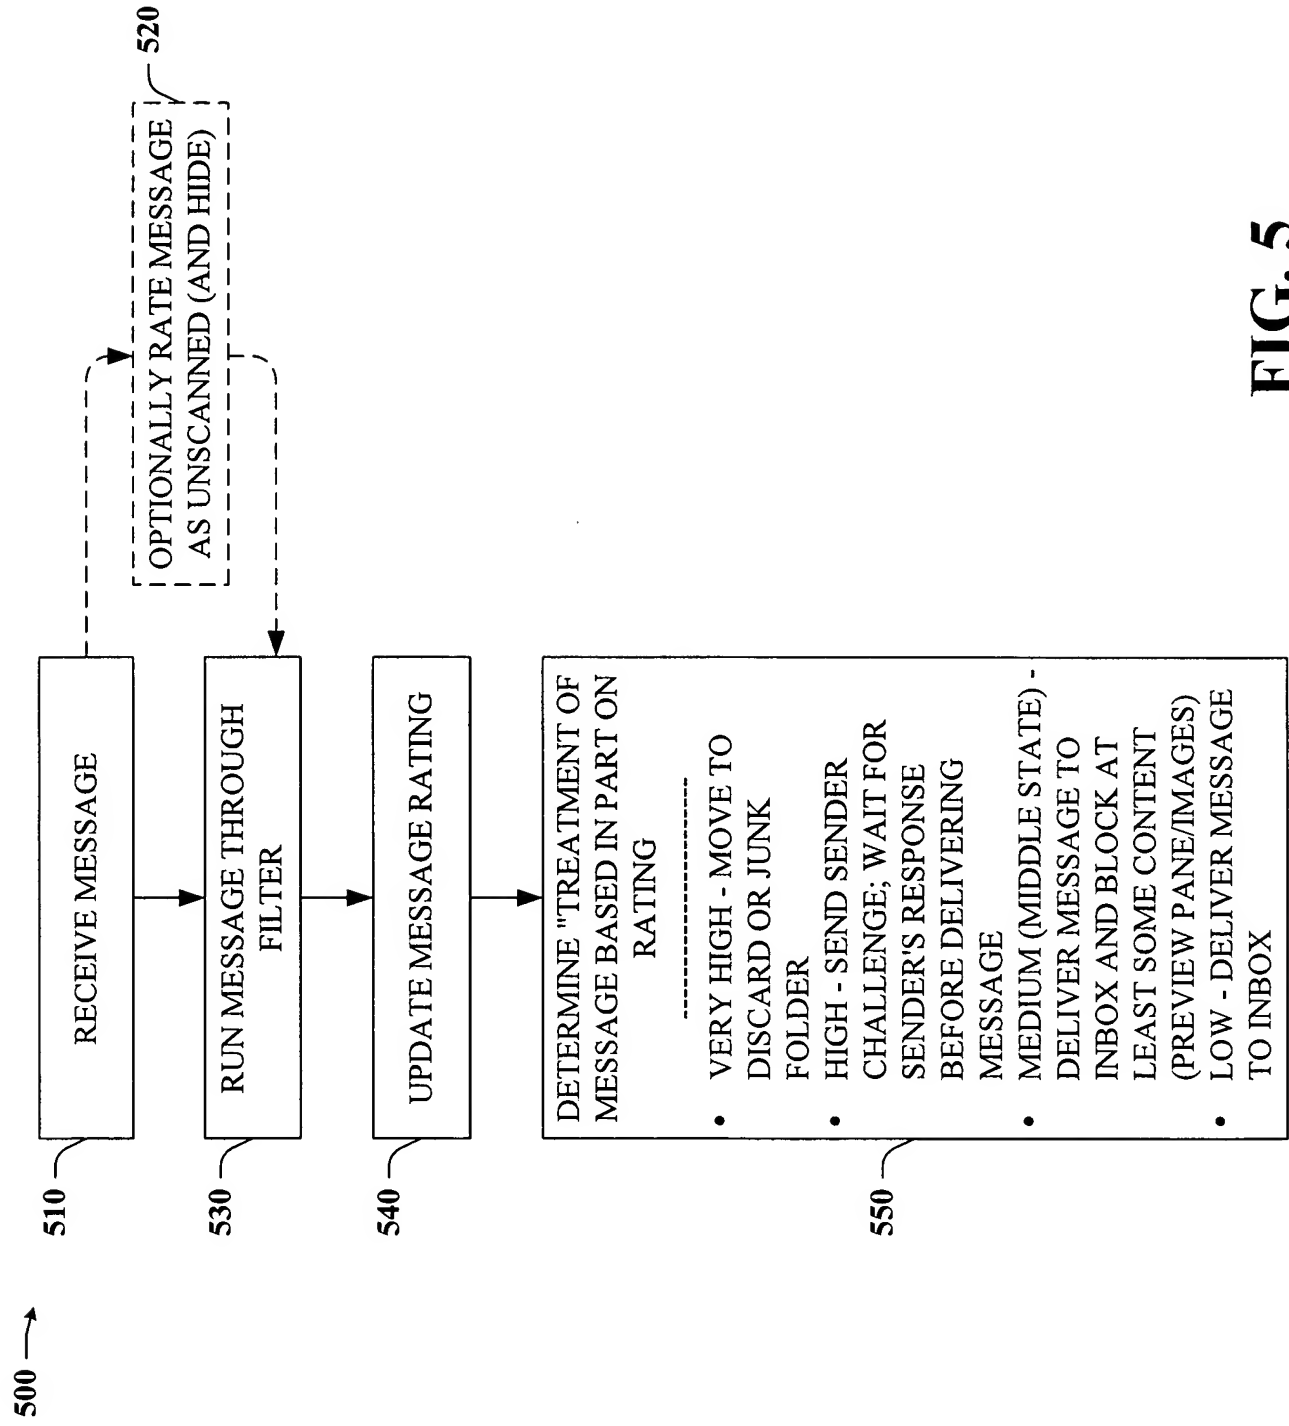 500
510
RECEIVE MESSAGE
520
OPTIONALLY RATE MESSAGE
AS UNSCANNED (AND HIDE)
530
RUN MESSAGE THROUGH
FILTER
540
UPDATE MESSAGE RATING
550
DETERMINE "TREATMENT OF
MESSAGE BASED IN PART ON
RATING
----------------------
• VERY HIGH - MOVE TO
DISCARD OR JUNK
FOLDER
• HIGH - SEND SENDER
CHALLENGE; WAIT FOR
SENDER'S RESPONSE
BEFORE DELIVERING
MESSAGE
• MEDIUM (MIDDLE STATE) -
DELIVER MESSAGE TO
INBOX AND BLOCK AT
LEAST SOME CONTENT
(PREVIEW PANE/IMAGES)
• LOW - DELIVER MESSAGE
TO INBOX
FIG. 5